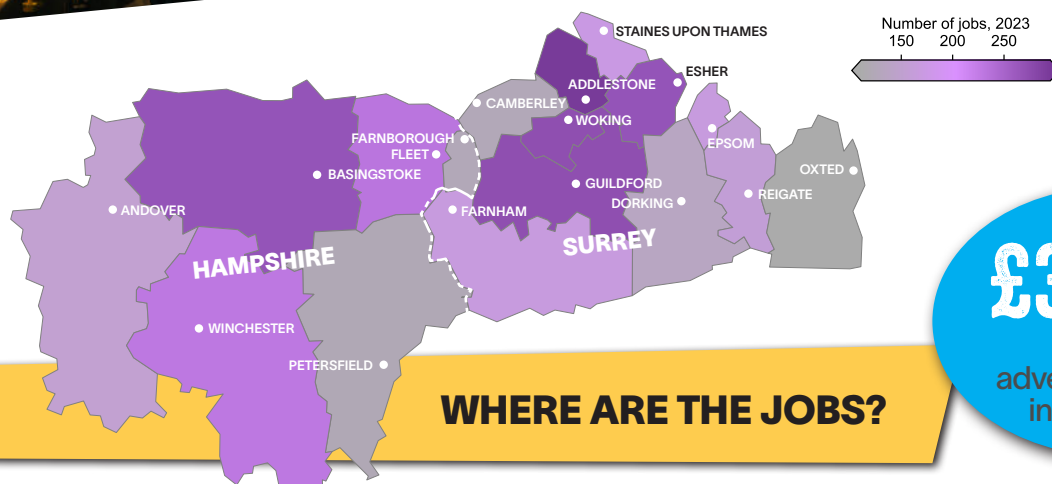 Number of jobs, 2023
150 200 250
STAINES UPON THAMES
ESHER
ADDLESTONE
CAMBERLEY
WOKING
FARNBOROUGH
FLEET
EPSOM
BASINGSTOKE
OXTED
GUILDFORD
REIGATE
DORKING
ANDOVER
FARNHAM
SURREY
HAMPSHIRE
WINCHESTER
PETERSFIELD
WHERE ARE THE JOBS?
£3
adve
in